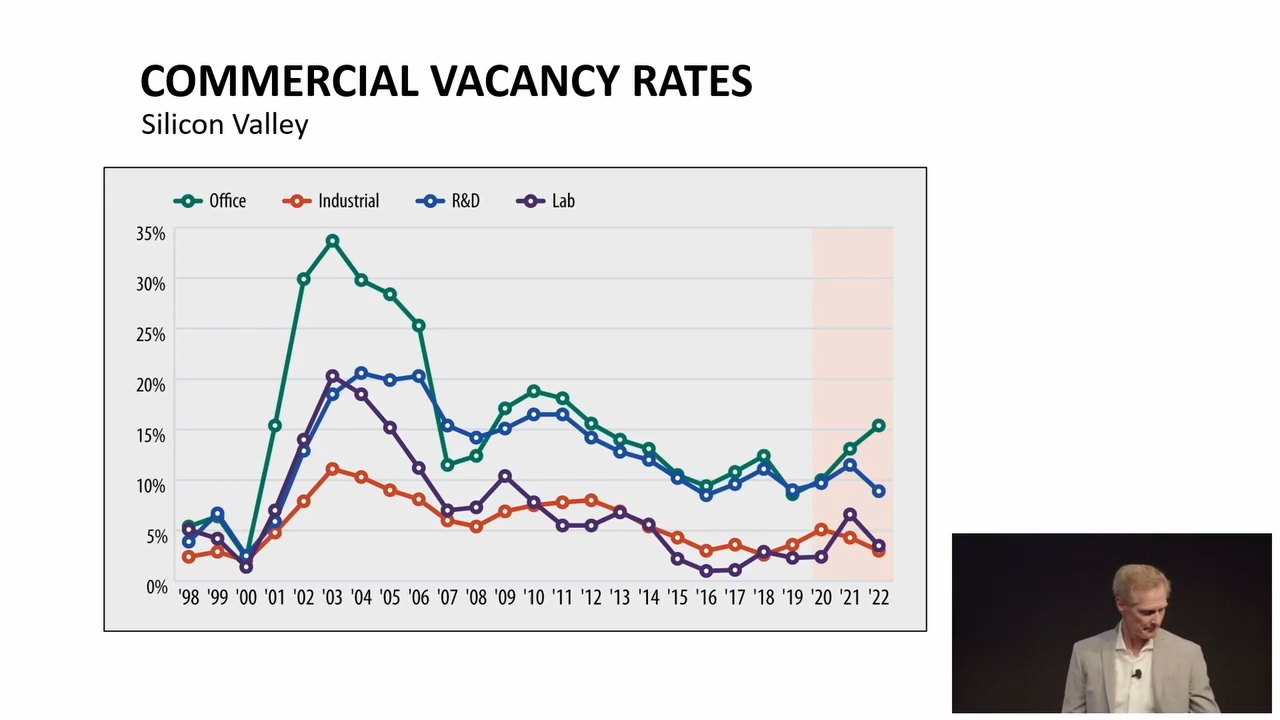 COMMERCIAL VACANCY RATES
Silicon Valley
Office Industrial R&D Lab
35%
30%
25%
20%
15%
10%
5%
0%
'98 '99 '00 '01 '02 '03 '04 '05 '06 '07 '08 '09 '10 '11 '12 '13 '14 '15 '16 '17 '18 '19 '20 '21 '22